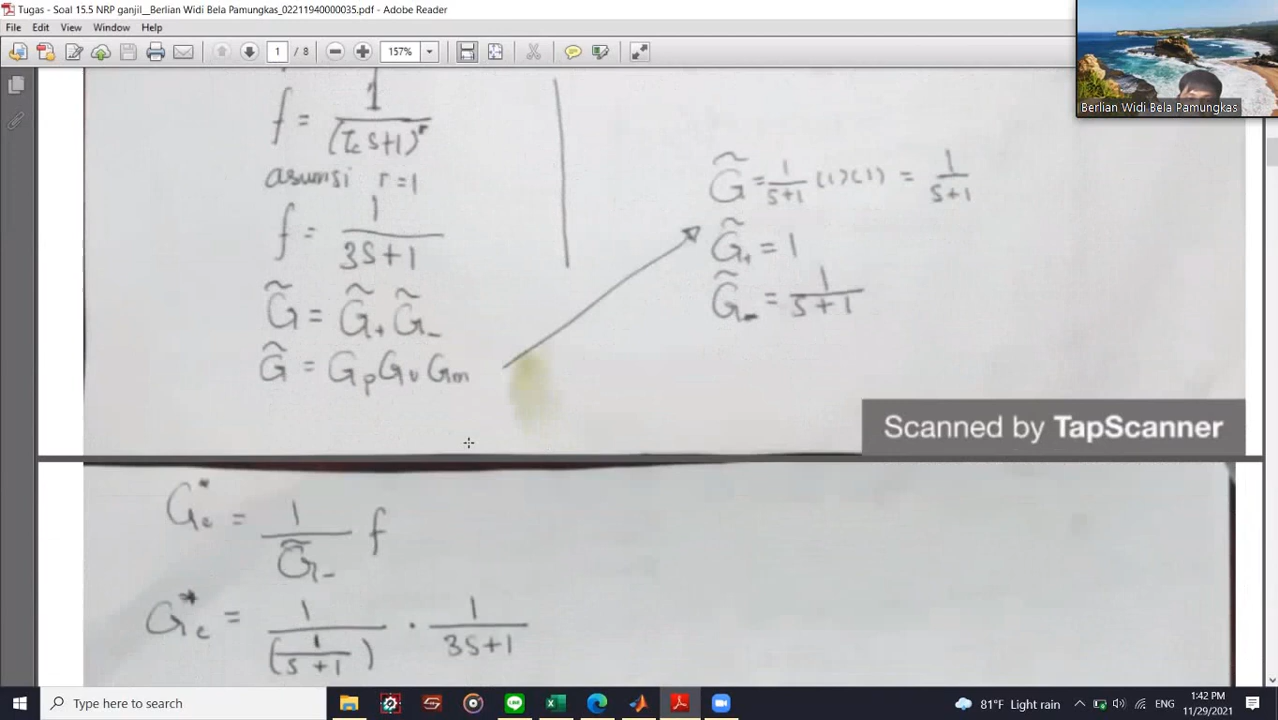 Tugas - Soal 15.5 NRP ganjil__Berlian Widi Bela Pamungkas_02211940000035.pdf - Adobe Reader
File Edit View Window Help
1 / 8 157%
Berlian Widi Bela Pamungkas
f = 1/(τc s+1)^r
asumsi r = 1
f = 1/(3s+1)
G̃ = G̃+ G̃-
G̃ = Gp Gv Gm
G̃ = 1/(s+1) (1)(1) = 1/(s+1)
G̃+ = 1
G̃- = 1/(s+1)
Scanned by TapScanner
Gc* = 1/G̃- f
Gc* = 1/(1/(s+1)) · 1/(3s+1)
Type here to search
81°F Light rain
ENG
1:42 PM
11/29/2021